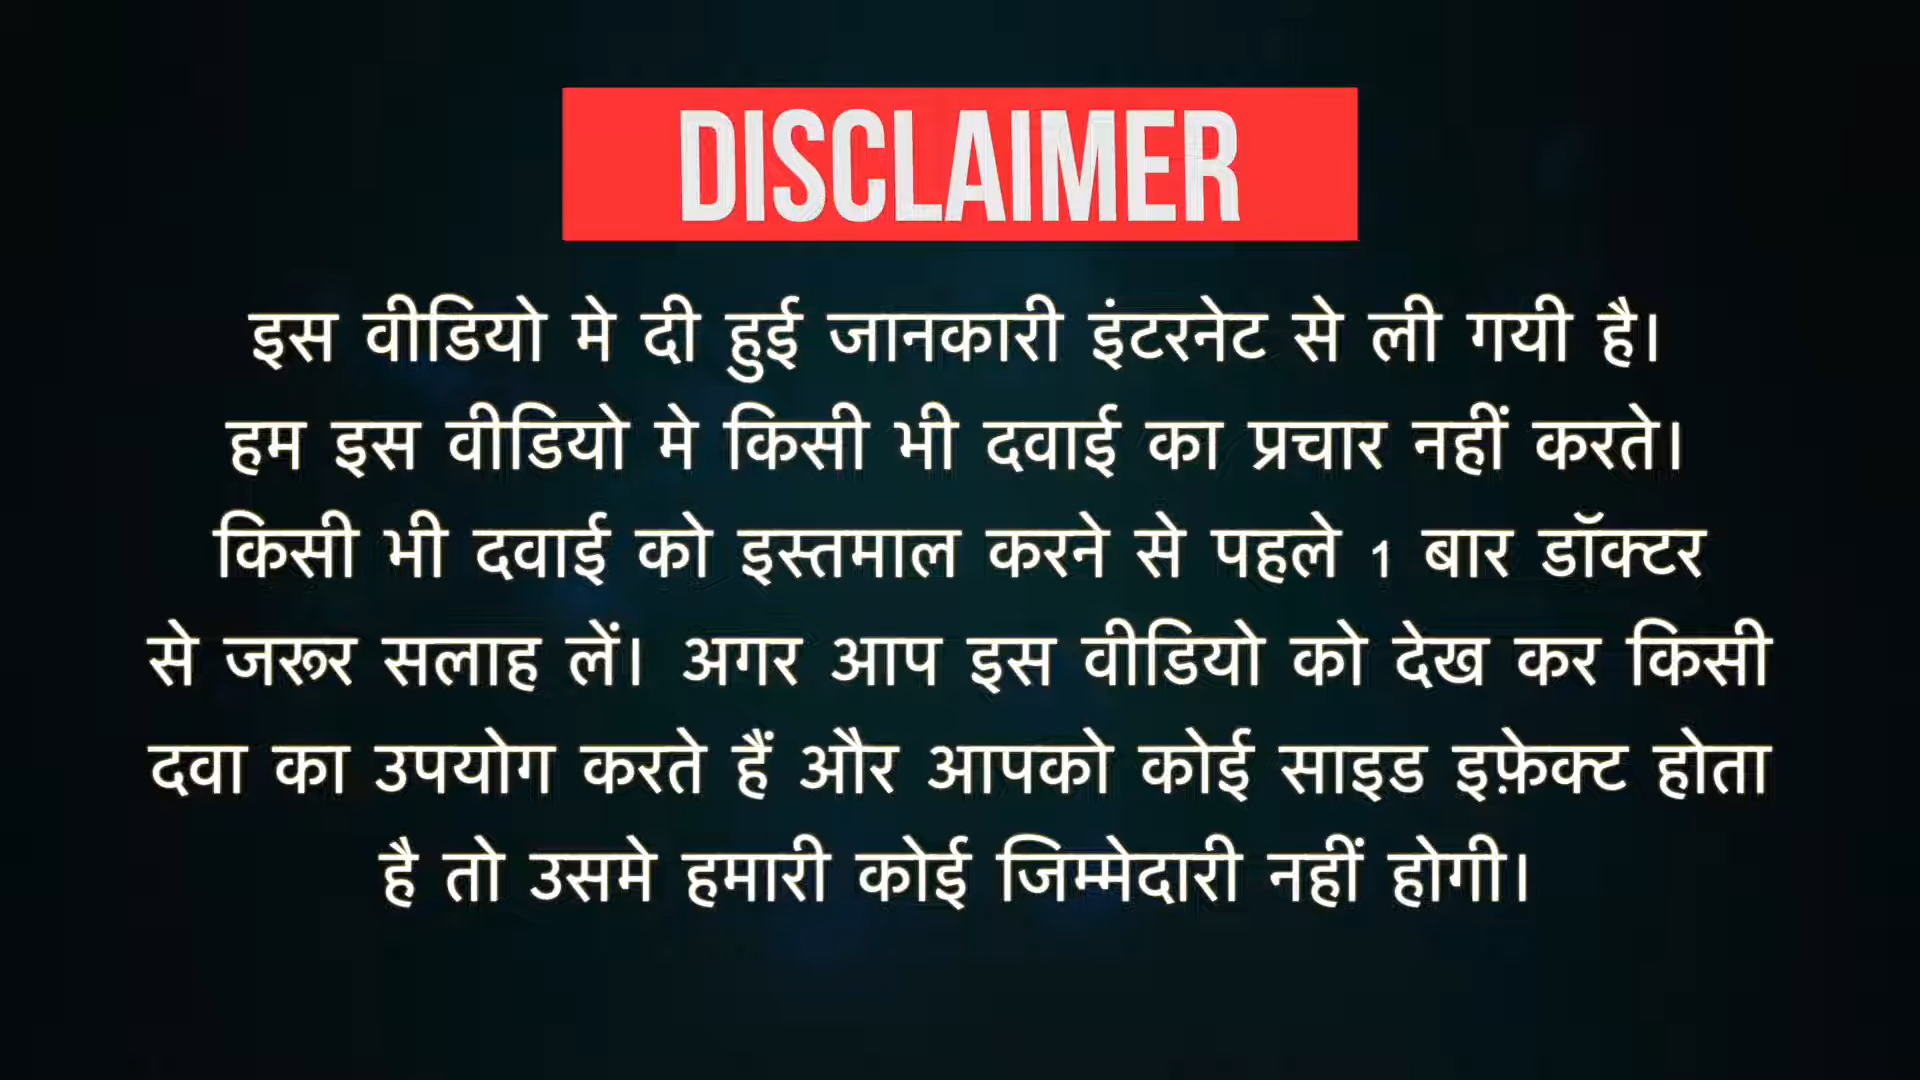 DISCLAIMER
इस वीडियो मे दी हुई जानकारी इंटरनेट से ली गयी है।
हम इस वीडियो मे किसी भी दवाई का प्रचार नहीं करते।
किसी भी दवाई को इस्तमाल करने से पहले 1 बार डॉक्टर
से जरूर सलाह लें। अगर आप इस वीडियो को देख कर किसी
दवा का उपयोग करते हैं और आपको कोई साइड इफ़ेक्ट होता
है तो उसमे हमारी कोई जिम्मेदारी नहीं होगी।